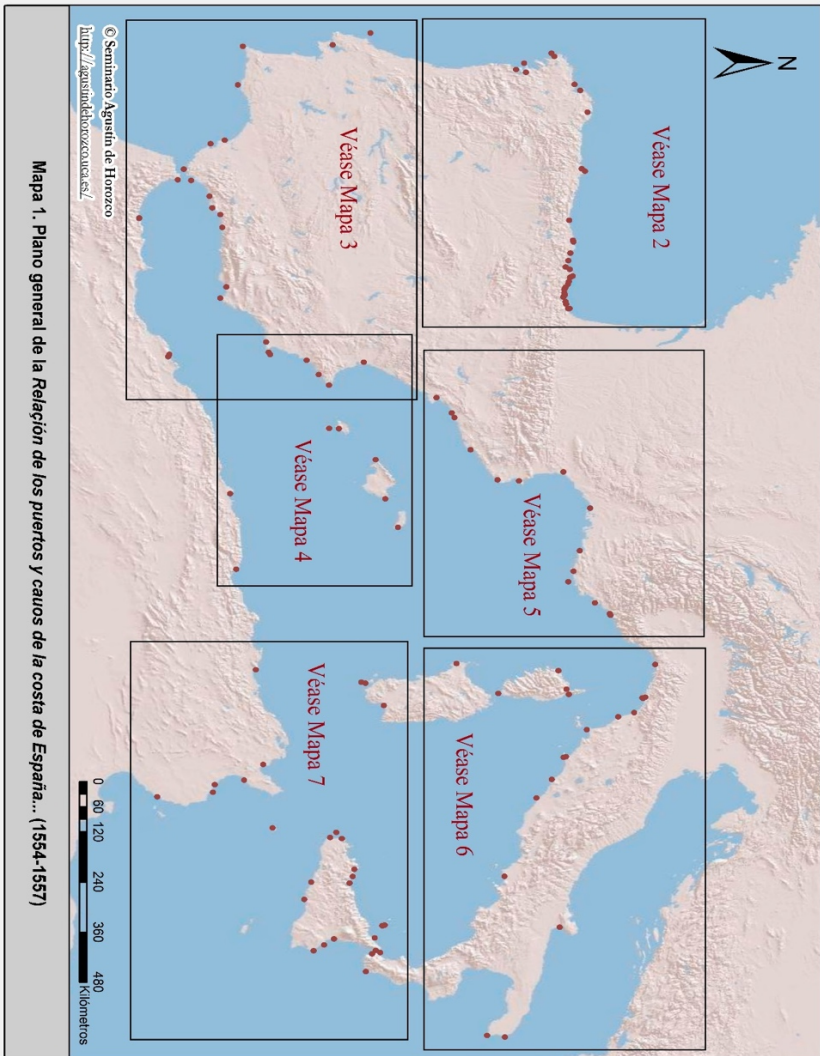 N
Véase Mapa 2
Véase Mapa 3
Véase Mapa 4
Véase Mapa 5
Véase Mapa 6
Véase Mapa 7
© Seminario Agustín de Horozco
http://agustindehorozco.uca.es/
0 60 120 240 360 480
Kilómetros
Mapa 1. Plano general de la Relaçión de los puertos y cauos de la costa de España... (1554-1557)